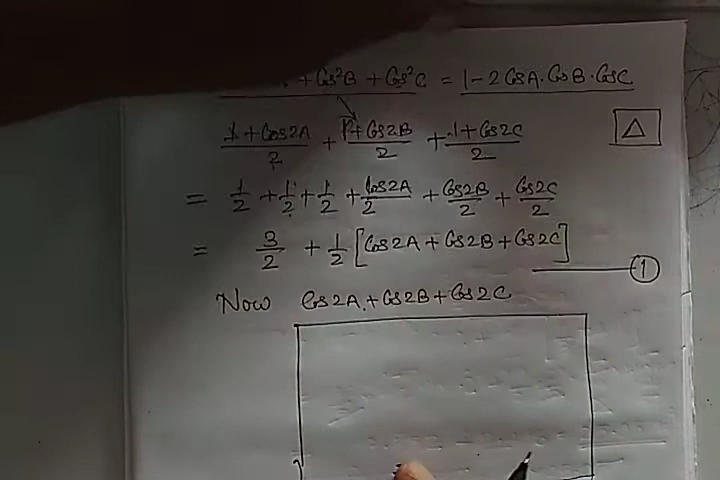 + Cos²B + Cos²C = 1 - 2 CosA · CosB · CosC
(1 + Cos2A)/2 + (1 + Cos2B)/2 + (1 + Cos2C)/2
△
= 1/2 + 1/2 + 1/2 + Cos2A/2 + Cos2B/2 + Cos2C/2
= 3/2 + 1/2 [Cos2A + Cos2B + Cos2C] —— ①
Now Cos2A + Cos2B + Cos2C